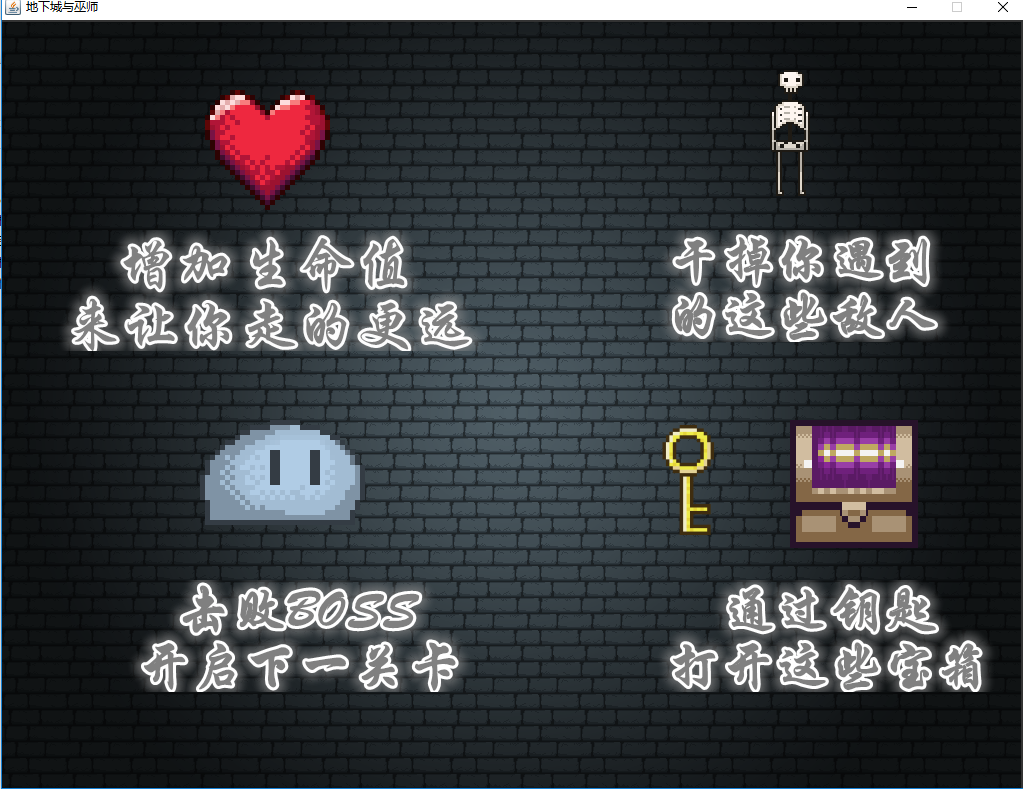 地下城与巫师
增加生命值
来让你走的更远
干掉你遇到
的这些敌人
击败BOSS
开启下一关卡
通过钥匙
打开这些宝箱